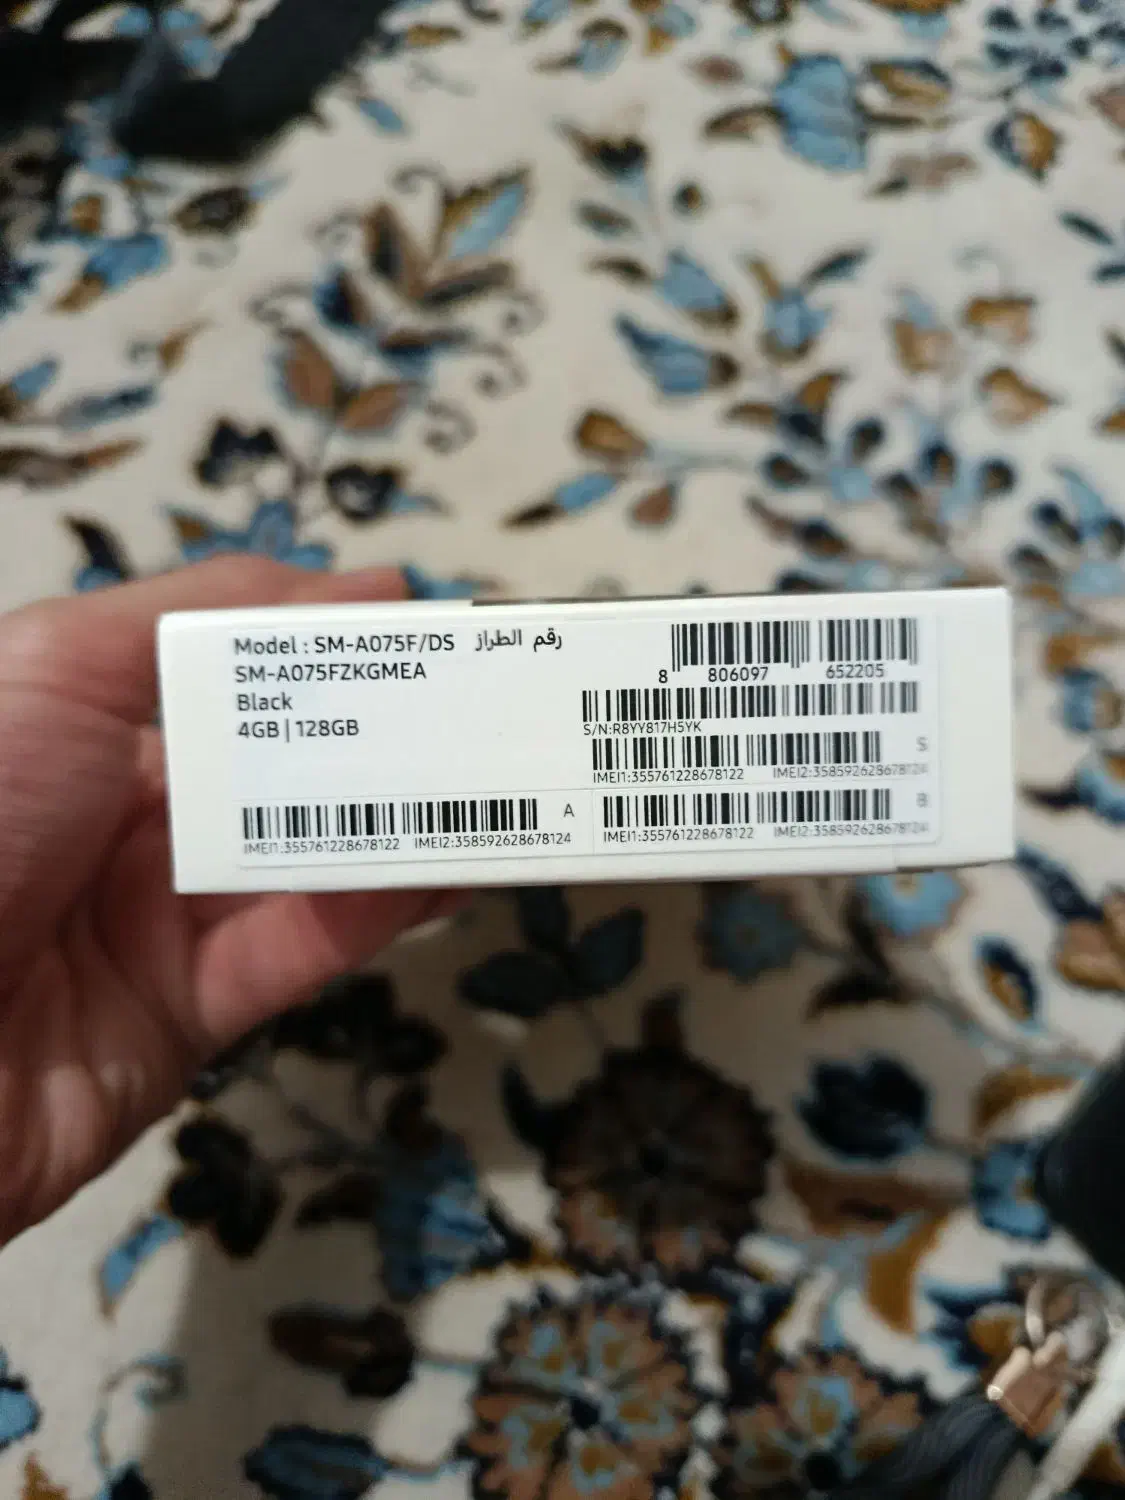 Model : SM-A075F/DS رقم الطراز
SM-A075FZKGMEA
Black
4GB | 128GB
8 806097 652205
S/N:R8YY817H5YK
S
IMEI1:355761228678122 IMEI2:358592628678124
A
IMEI1:355761228678122 IMEI2:358592628678124
B
IMEI1:355761228678122 IMEI2:358592628678124